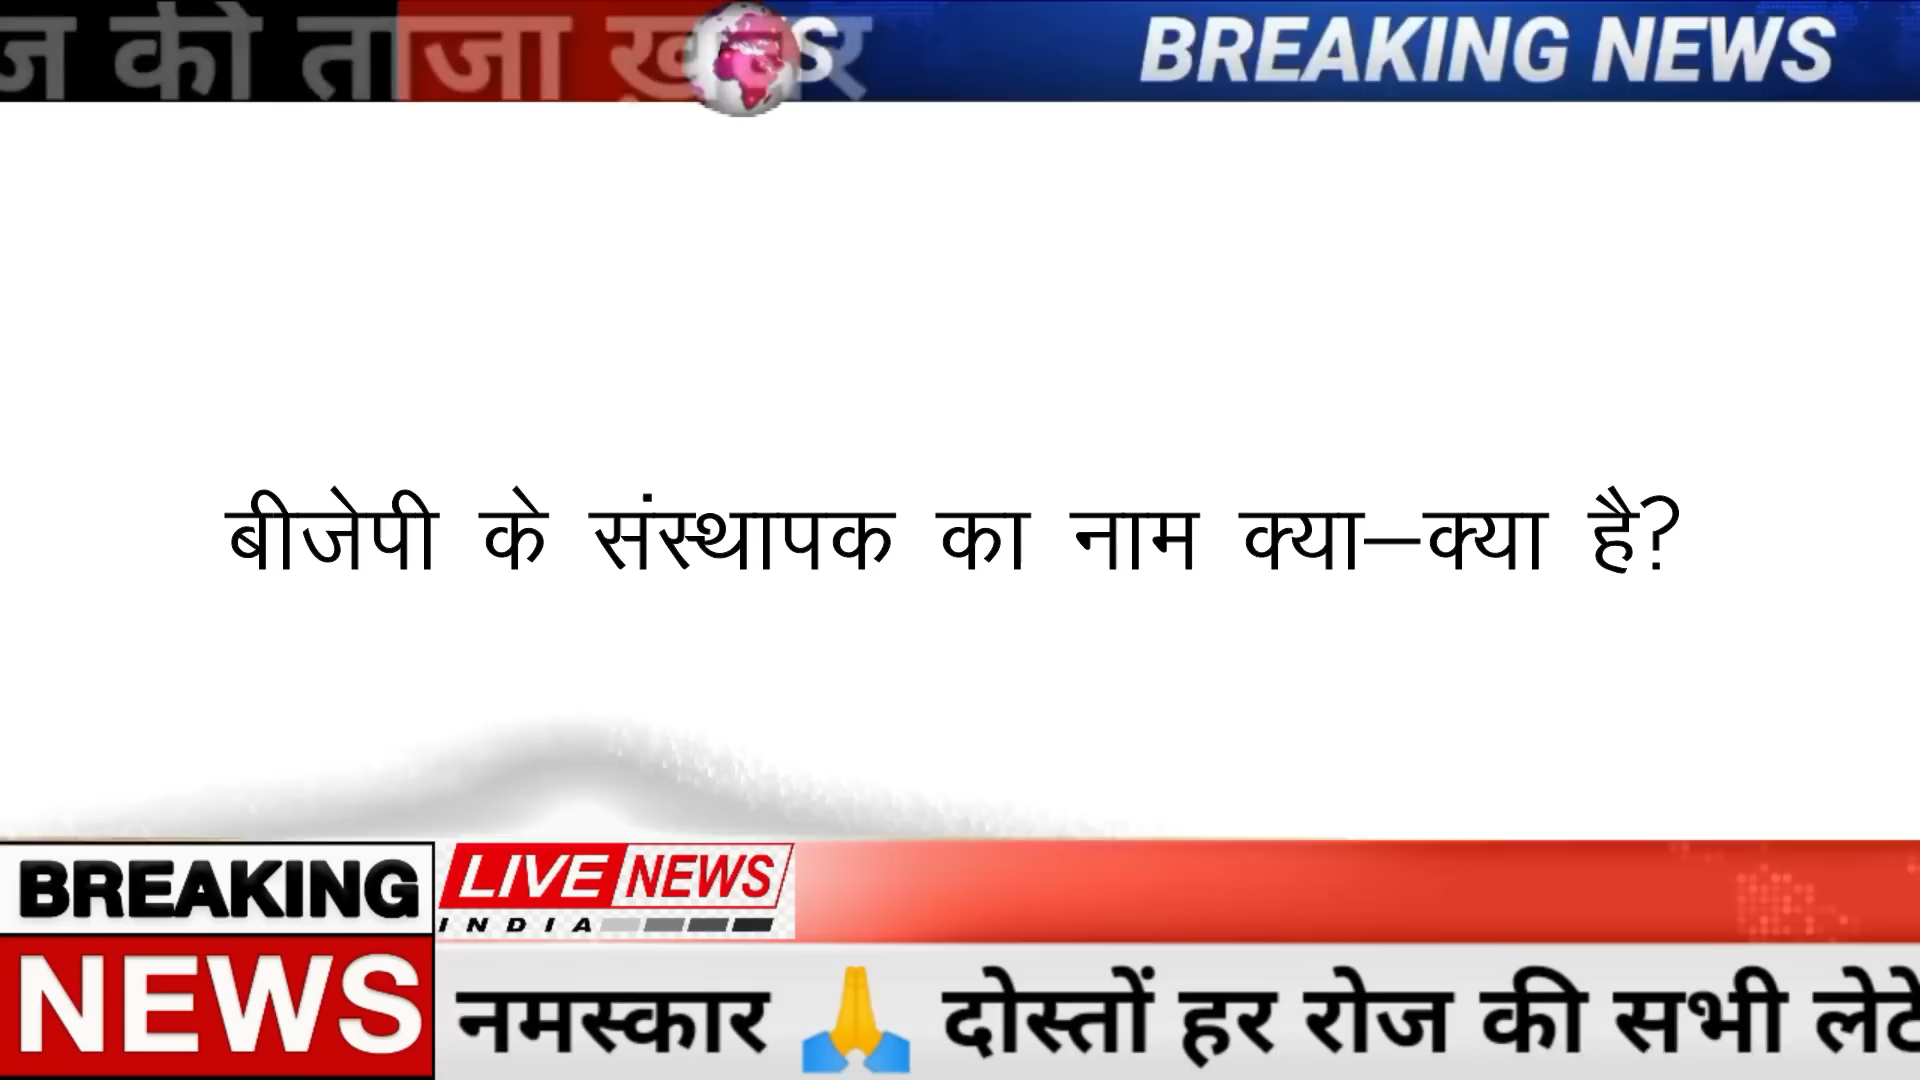 ज की ताजा ख़
BREAKING NEWS
बीजेपी के संस्थापक का नाम क्या–क्या है?
BREAKING
NEWS
LIVE NEWS
INDIA
नमस्कार 🙏 दोस्तों हर रोज की सभी लेटे